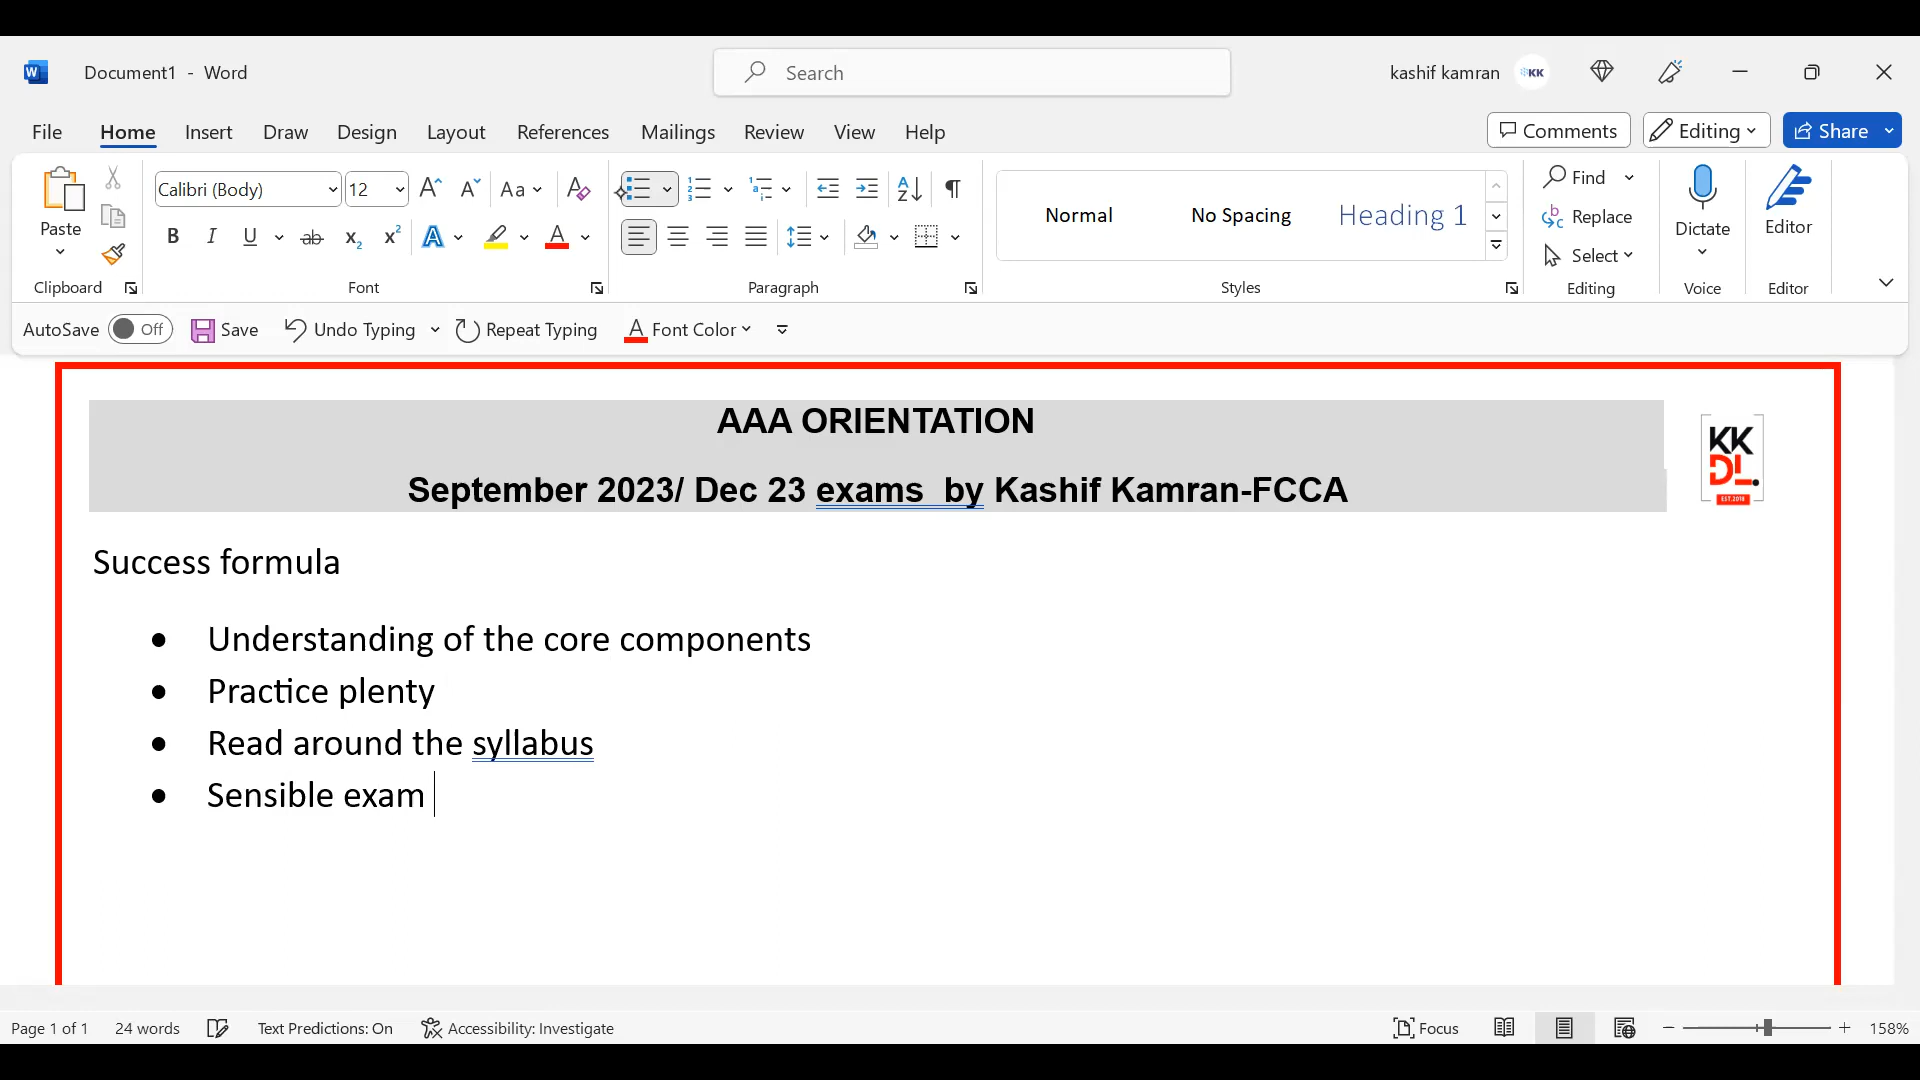 Document1 - Word
Search
kashif kamran
KK
File Home Insert Draw Design Layout References Mailings Review View Help
Comments Editing Share
Paste
Calibri (Body) 12
Aa
Normal No Spacing Heading 1
Find
Replace
Select
Dictate
Editor
Clipboard Font Paragraph Styles Editing Voice Editor
AutoSave Off Save Undo Typing Repeat Typing Font Color
AAA ORIENTATION
September 2023/ Dec 23 exams  by Kashif Kamran-FCCA
KK
DL.
EST.2018
Success formula
• Understanding of the core components
• Practice plenty
• Read around the syllabus
• Sensible exam
Page 1 of 1 24 words Text Predictions: On Accessibility: Investigate Focus 158%